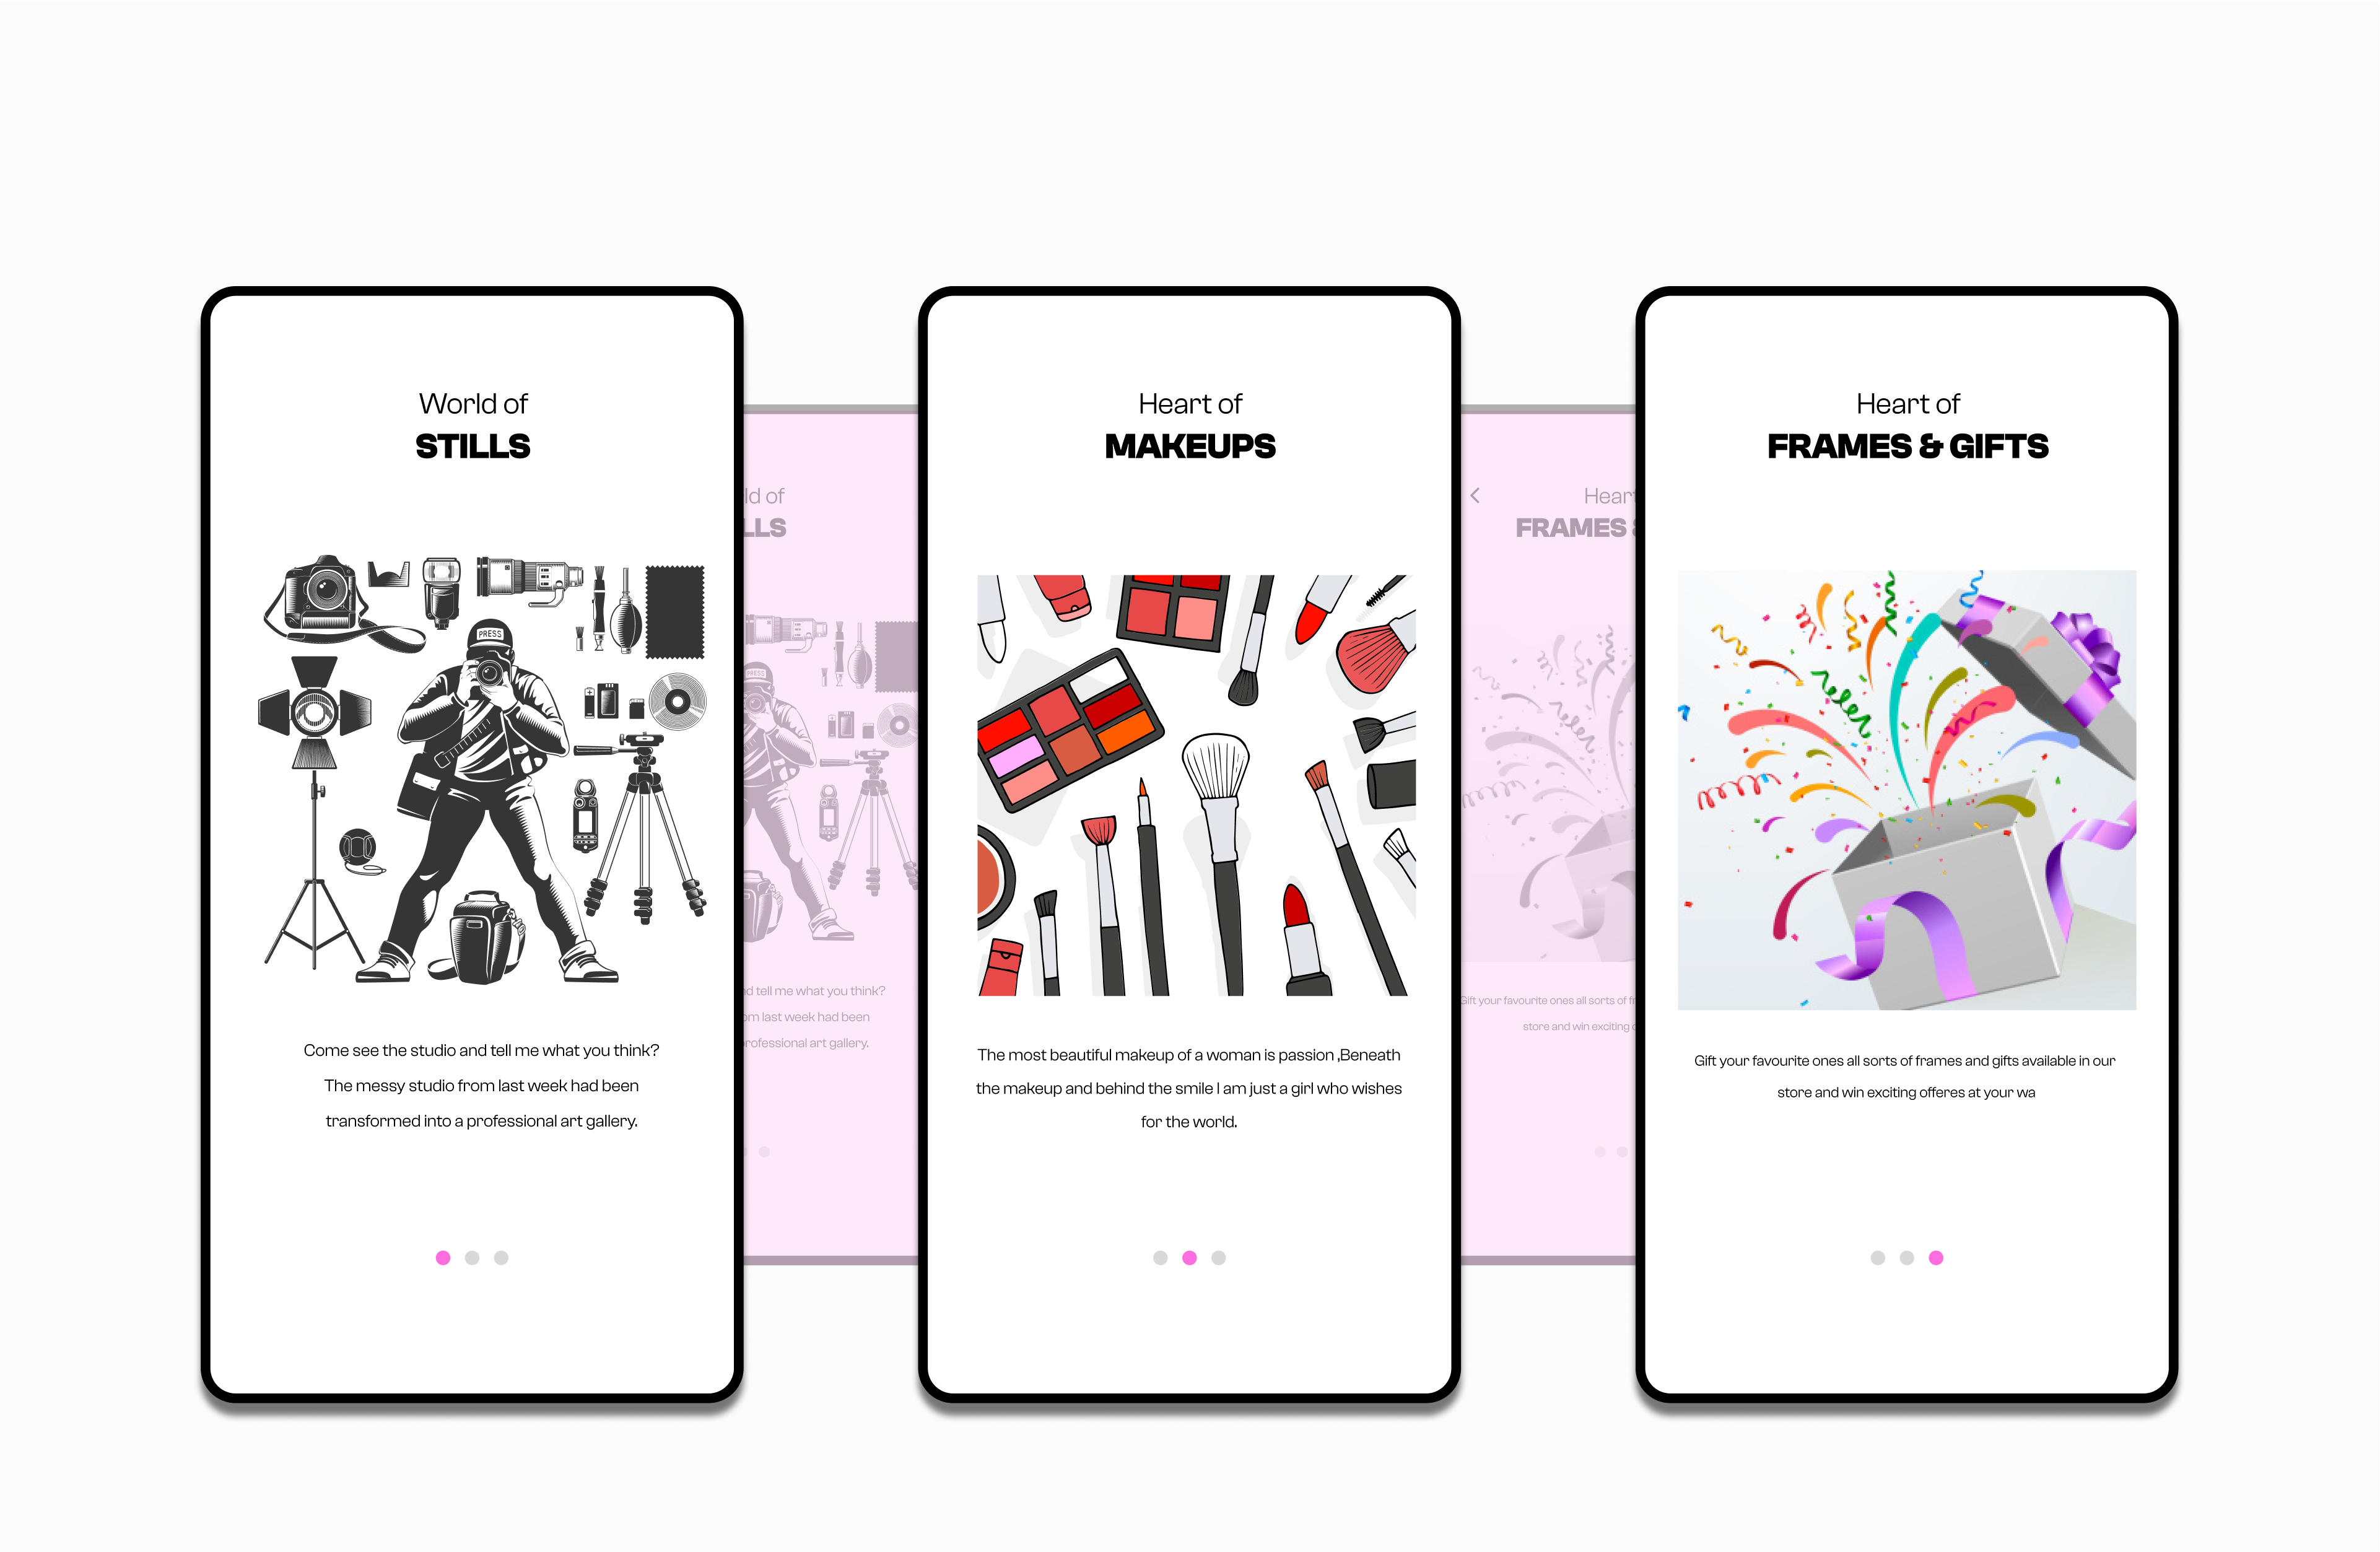 World of
STILLS
PRESS
Come see the studio and tell me what you think?
The messy studio from last week had been
transformed into a professional art gallery.
ld of
LLS
PRESS
d tell me what you think?
om last week had been
rofessional art gallery.
Heart of
MAKEUPS
The most beautiful makeup of a woman is passion ,Beneath
the makeup and behind the smile I am just a girl who wishes
for the world.
Heart
FRAMES &
Gift your favourite ones all sorts of fr
store and win exciting
Heart of
FRAMES & GIFTS
Gift your favourite ones all sorts of frames and gifts available in our
store and win exciting offeres at your wa